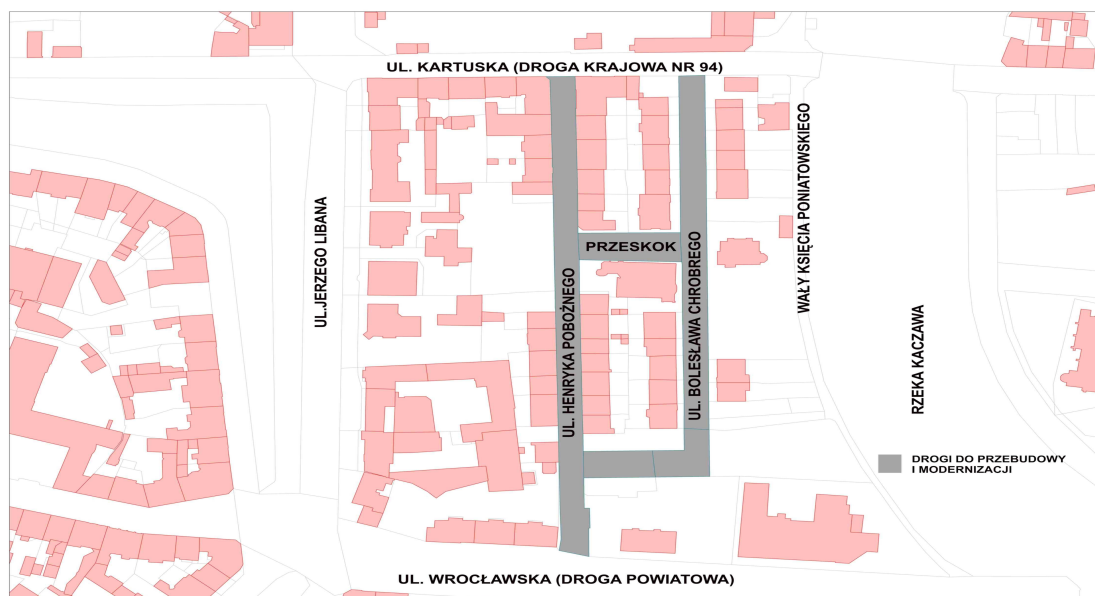 UL. KARTUSKA (DROGA KRAJOWA NR 94)
UL.JERZEGO LIBANA
UL. HENRYKA POBOŻNEGO
PRZESKOK
UL. BOLESŁAWA CHROBREGO
WAŁY KSIĘCIA PONIATOWSKIEGO
RZEKA KACZAWA
DROGI DO PRZEBUDOWY
I MODERNIZACJI
UL. WROCŁAWSKA (DROGA POWIATOWA)